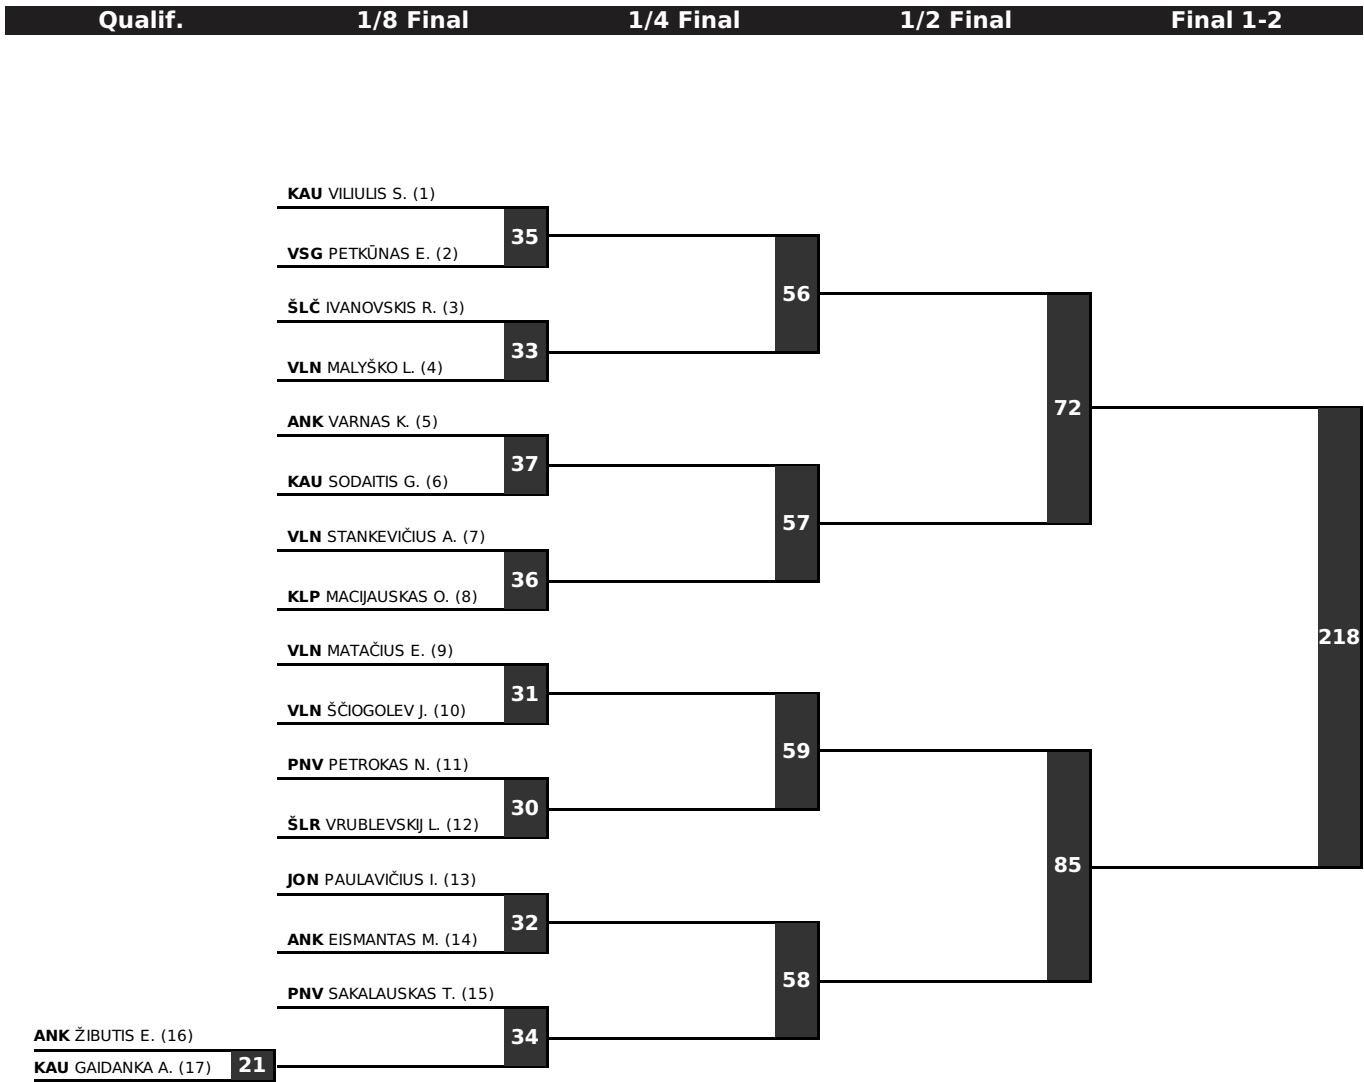 Qualif. 1/8 Final 1/4 Final 1/2 Final Final 1-2
KAU VILIULIS S. (1)
35
VSG PETKŪNAS E. (2)
56
ŠLČ IVANOVSKIS R. (3)
33
VLN MALYŠKO L. (4)
72
ANK VARNAS K. (5)
37
KAU SODAITIS G. (6)
57
VLN STANKEVIČIUS A. (7)
36
KLP MACIJAUSKAS O. (8)
218
VLN MATAČIUS E. (9)
31
VLN ŠČIOGOLEV J. (10)
59
PNV PETROKAS N. (11)
30
ŠLR VRUBLEVSKIJ L. (12)
85
JON PAULAVIČIUS I. (13)
32
ANK EISMANTAS M. (14)
58
PNV SAKALAUSKAS T. (15)
34
ANK ŽIBUTIS E. (16)
KAU GAIDANKA A. (17) 21